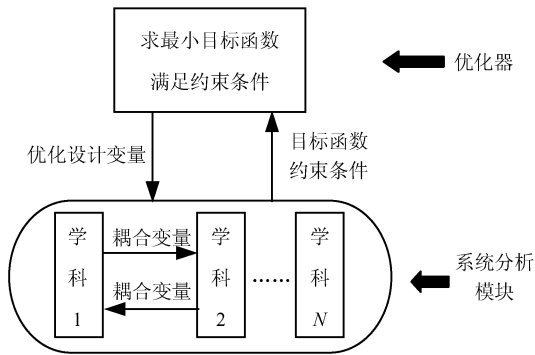 求最小目标函数
满足约束条件
优化器
优化设计变量
目标函数
约束条件
学科1
耦合变量
耦合变量
学科2
……
学科N
系统分析
模块